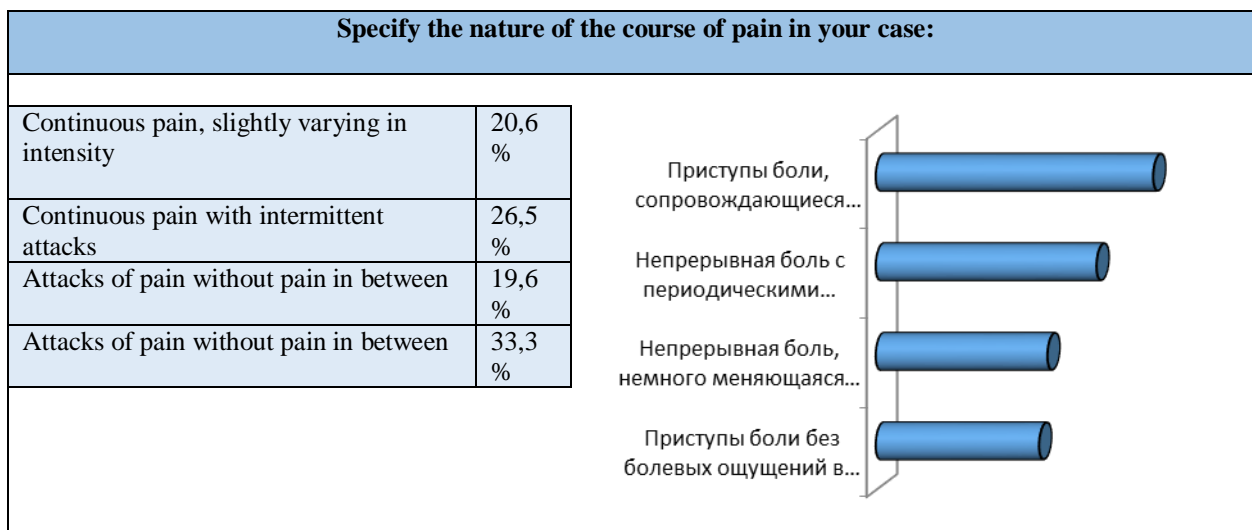 Specify the nature of the course of pain in your case:
Continuous pain, slightly varying in
intensity
20,6
%
Continuous pain with intermittent
attacks
26,5
%
Attacks of pain without pain in between
19,6
%
Attacks of pain without pain in between
33,3
%
Приступы боли,
сопровождающиеся...
Непрерывная боль с
периодическими...
Непрерывная боль,
немного меняющаяся...
Приступы боли без
болевых ощущений в...